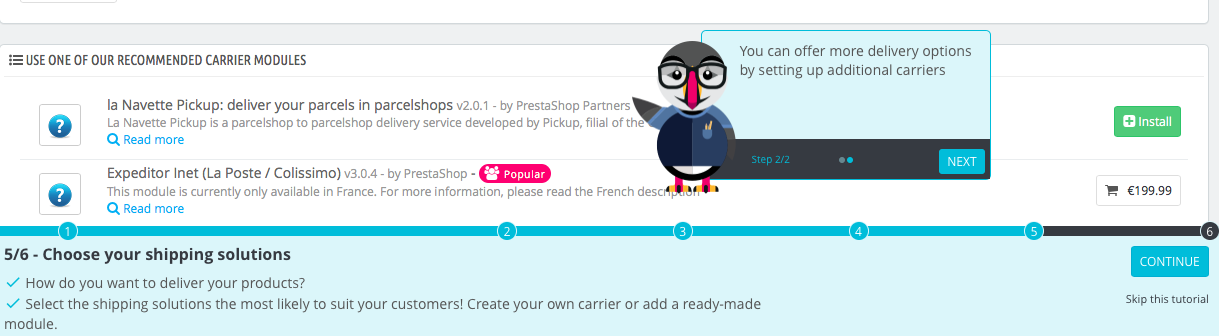 USE ONE OF OUR RECOMMENDED CARRIER MODULES
You can offer more delivery options
by setting up additional carriers
Step 2/2
NEXT
la Navette Pickup: deliver your parcels in parcelshops v2.0.1 - by PrestaShop Partners
La Navette Pickup is a parcelshop to parcelshop delivery service developed by Pickup, filial of the
Read more
Install
Expeditor Inet (La Poste / Colissimo) v3.0.4 - by PrestaShop - Popular
This module is currently only available in France. For more information, please read the French description
Read more
€199.99
1 2 3 4 5 6
5/6 - Choose your shipping solutions
CONTINUE
How do you want to deliver your products?
Skip this tutorial
Select the shipping solutions the most likely to suit your customers! Create your own carrier or add a ready-made
module.